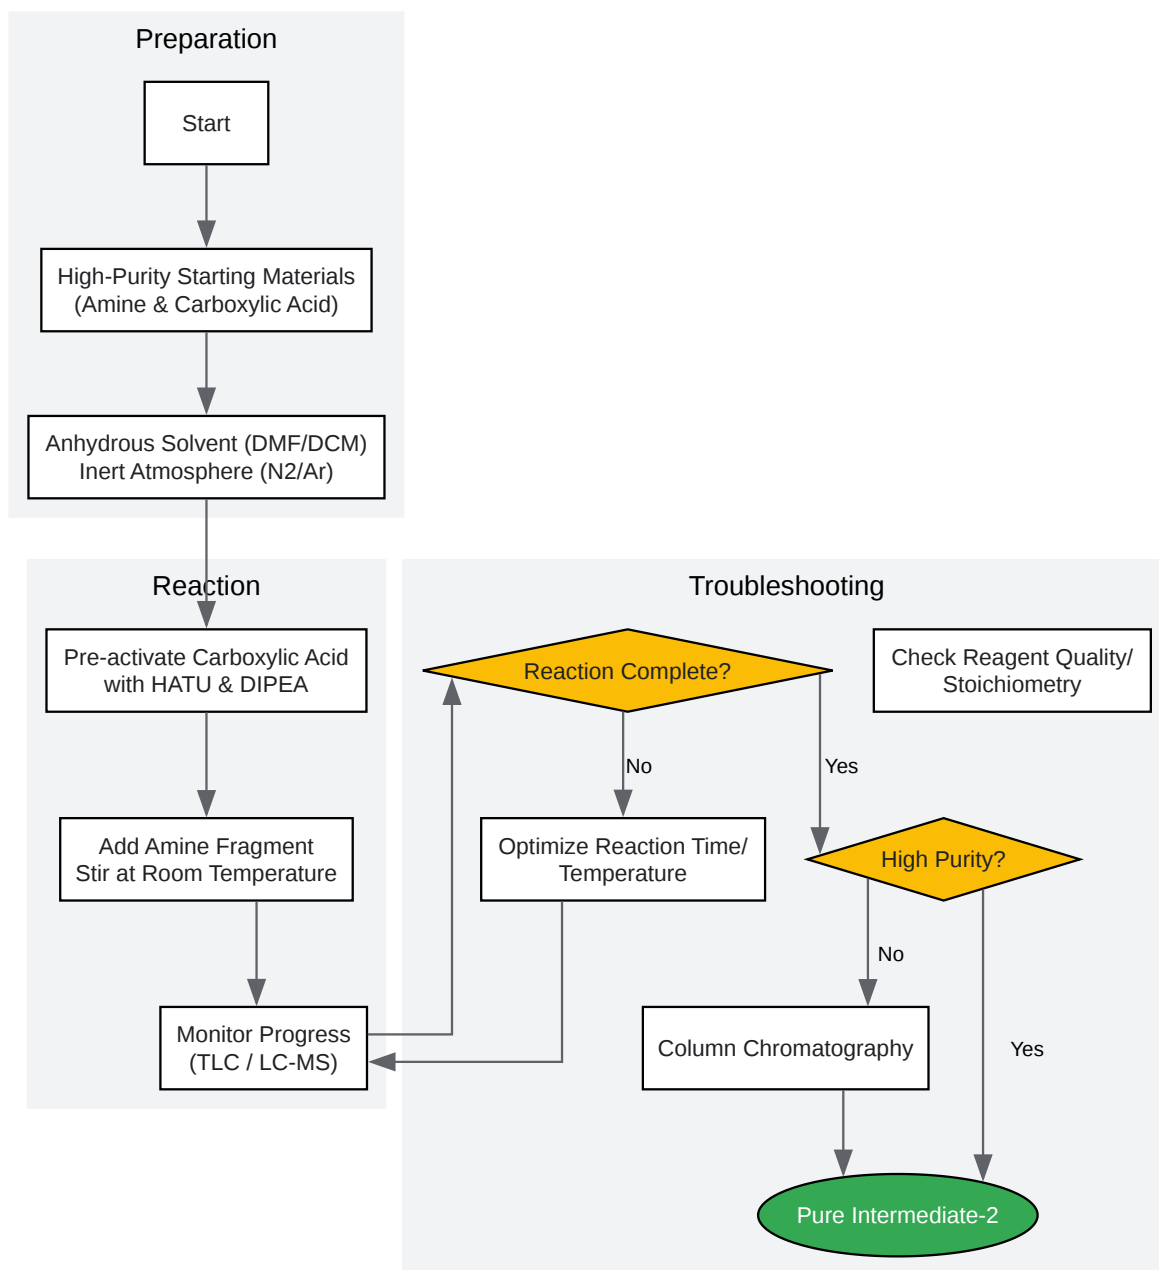 Preparation
Start
High-Purity Starting Materials
(Amine & Carboxylic Acid)
Anhydrous Solvent (DMF/DCM)
Inert Atmosphere (N2/Ar)
Reaction
Pre-activate Carboxylic Acid
with HATU & DIPEA
Add Amine Fragment
Stir at Room Temperature
Monitor Progress
(TLC / LC-MS)
Troubleshooting
Reaction Complete?
Check Reagent Quality/
Stoichiometry
No
Yes
Optimize Reaction Time/
Temperature
High Purity?
No
Yes
Column Chromatography
Pure Intermediate-2